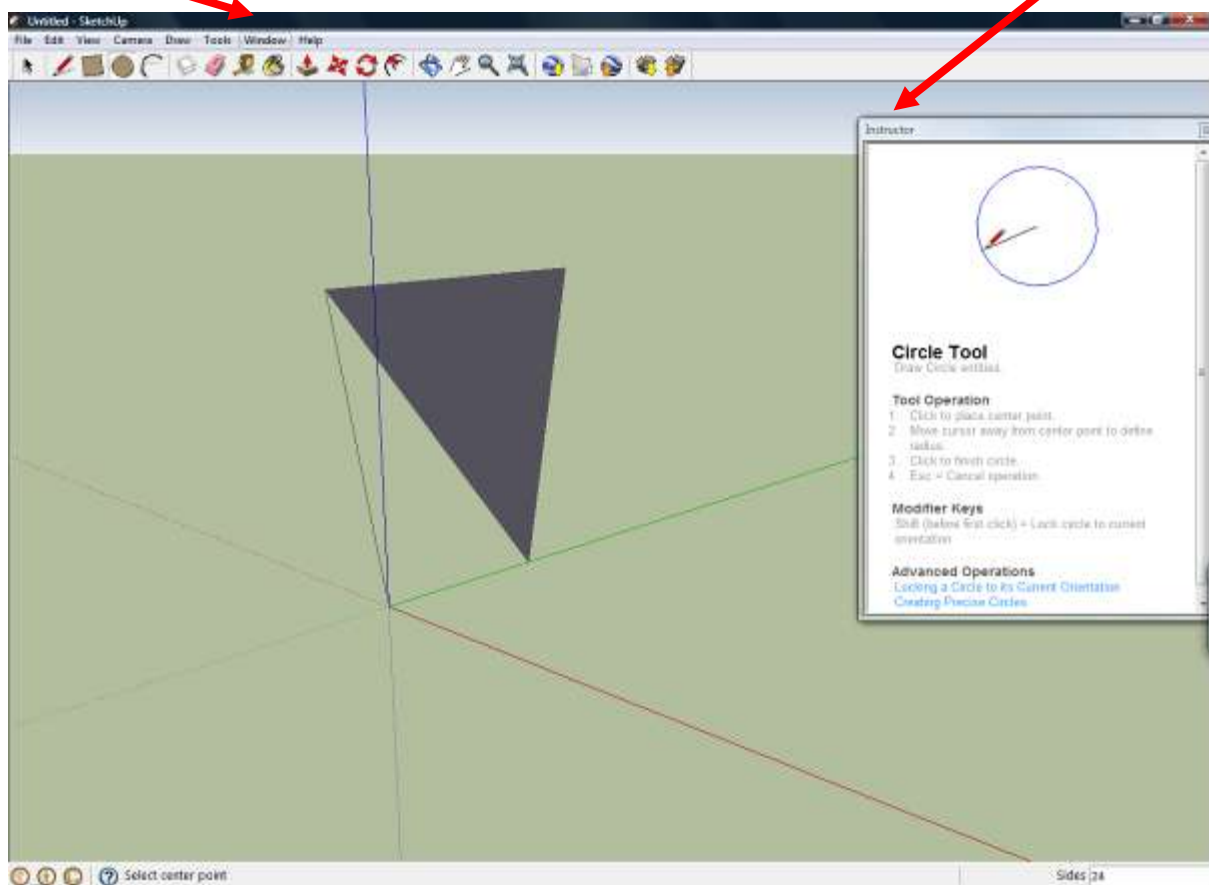 Untitled - SketchUp
File Edit View Camera Draw Tools Window Help
Instructor
Circle Tool
Draw Circle entities.
Tool Operation
1. Click to place center point.
2. Move cursor away from center point to define
radius.
3. Click to finish circle.
4. Esc = Cancel operation.
Modifier Keys
Shift (before first click) = Lock circle to current
orientation
Advanced Operations
Locking a Circle to its Current Orientation
Creating Precise Circles
Select center point
Sides 24